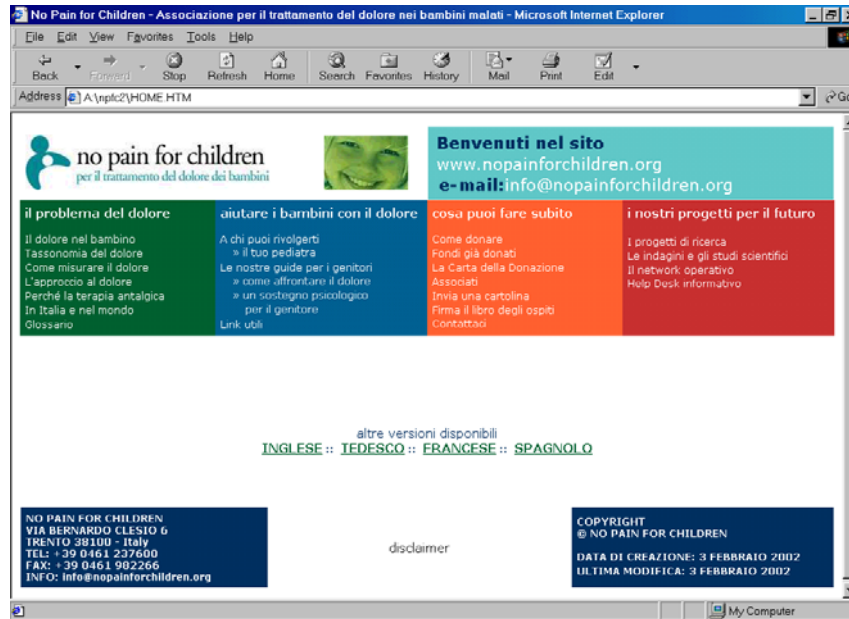 No Pain for Children - Associazione per il trattamento del dolore nei bambini malati - Microsoft Internet Explorer
File Edit View Favorites Tools Help
Back Forward Stop Refresh Home Search Favorites History Mail Print Edit
Address A:\npfc2\HOME.HTM Go
no pain for children
per il trattamento del dolore dei bambini
Benvenuti nel sito
www.nopainforchildren.org
e-mail:info@nopainforchildren.org
il problema del dolore
Il dolore nel bambino
Tassonomia del dolore
Come misurare il dolore
L'approccio al dolore
Perché la terapia antalgica
In Italia e nel mondo
Glossario
aiutare i bambini con il dolore
A chi puoi rivolgerti
» il tuo pediatra
Le nostre guide per i genitori
» come affrontare il dolore
» un sostegno psicologico
per il genitore
Link utili
cosa puoi fare subito
Come donare
Fondi già donati
La Carta della Donazione
Associati
Invia una cartolina
Firma il libro degli ospiti
Contattaci
i nostri progetti per il futuro
I progetti di ricerca
Le indagini e gli studi scientifici
Il network operativo
Help Desk informativo
altre versioni disponibili
INGLESE :: TEDESCO :: FRANCESE :: SPAGNOLO
NO PAIN FOR CHILDREN
VIA BERNARDO CLESIO 6
TRENTO 38100 - Italy
TEL: +39 0461 237600
FAX: +39 0461 982266
INFO: info@nopainforchildren.org
disclaimer
COPYRIGHT
© NO PAIN FOR CHILDREN
DATA DI CREAZIONE: 3 FEBBRAIO 2002
ULTIMA MODIFICA: 3 FEBBRAIO 2002
My Computer